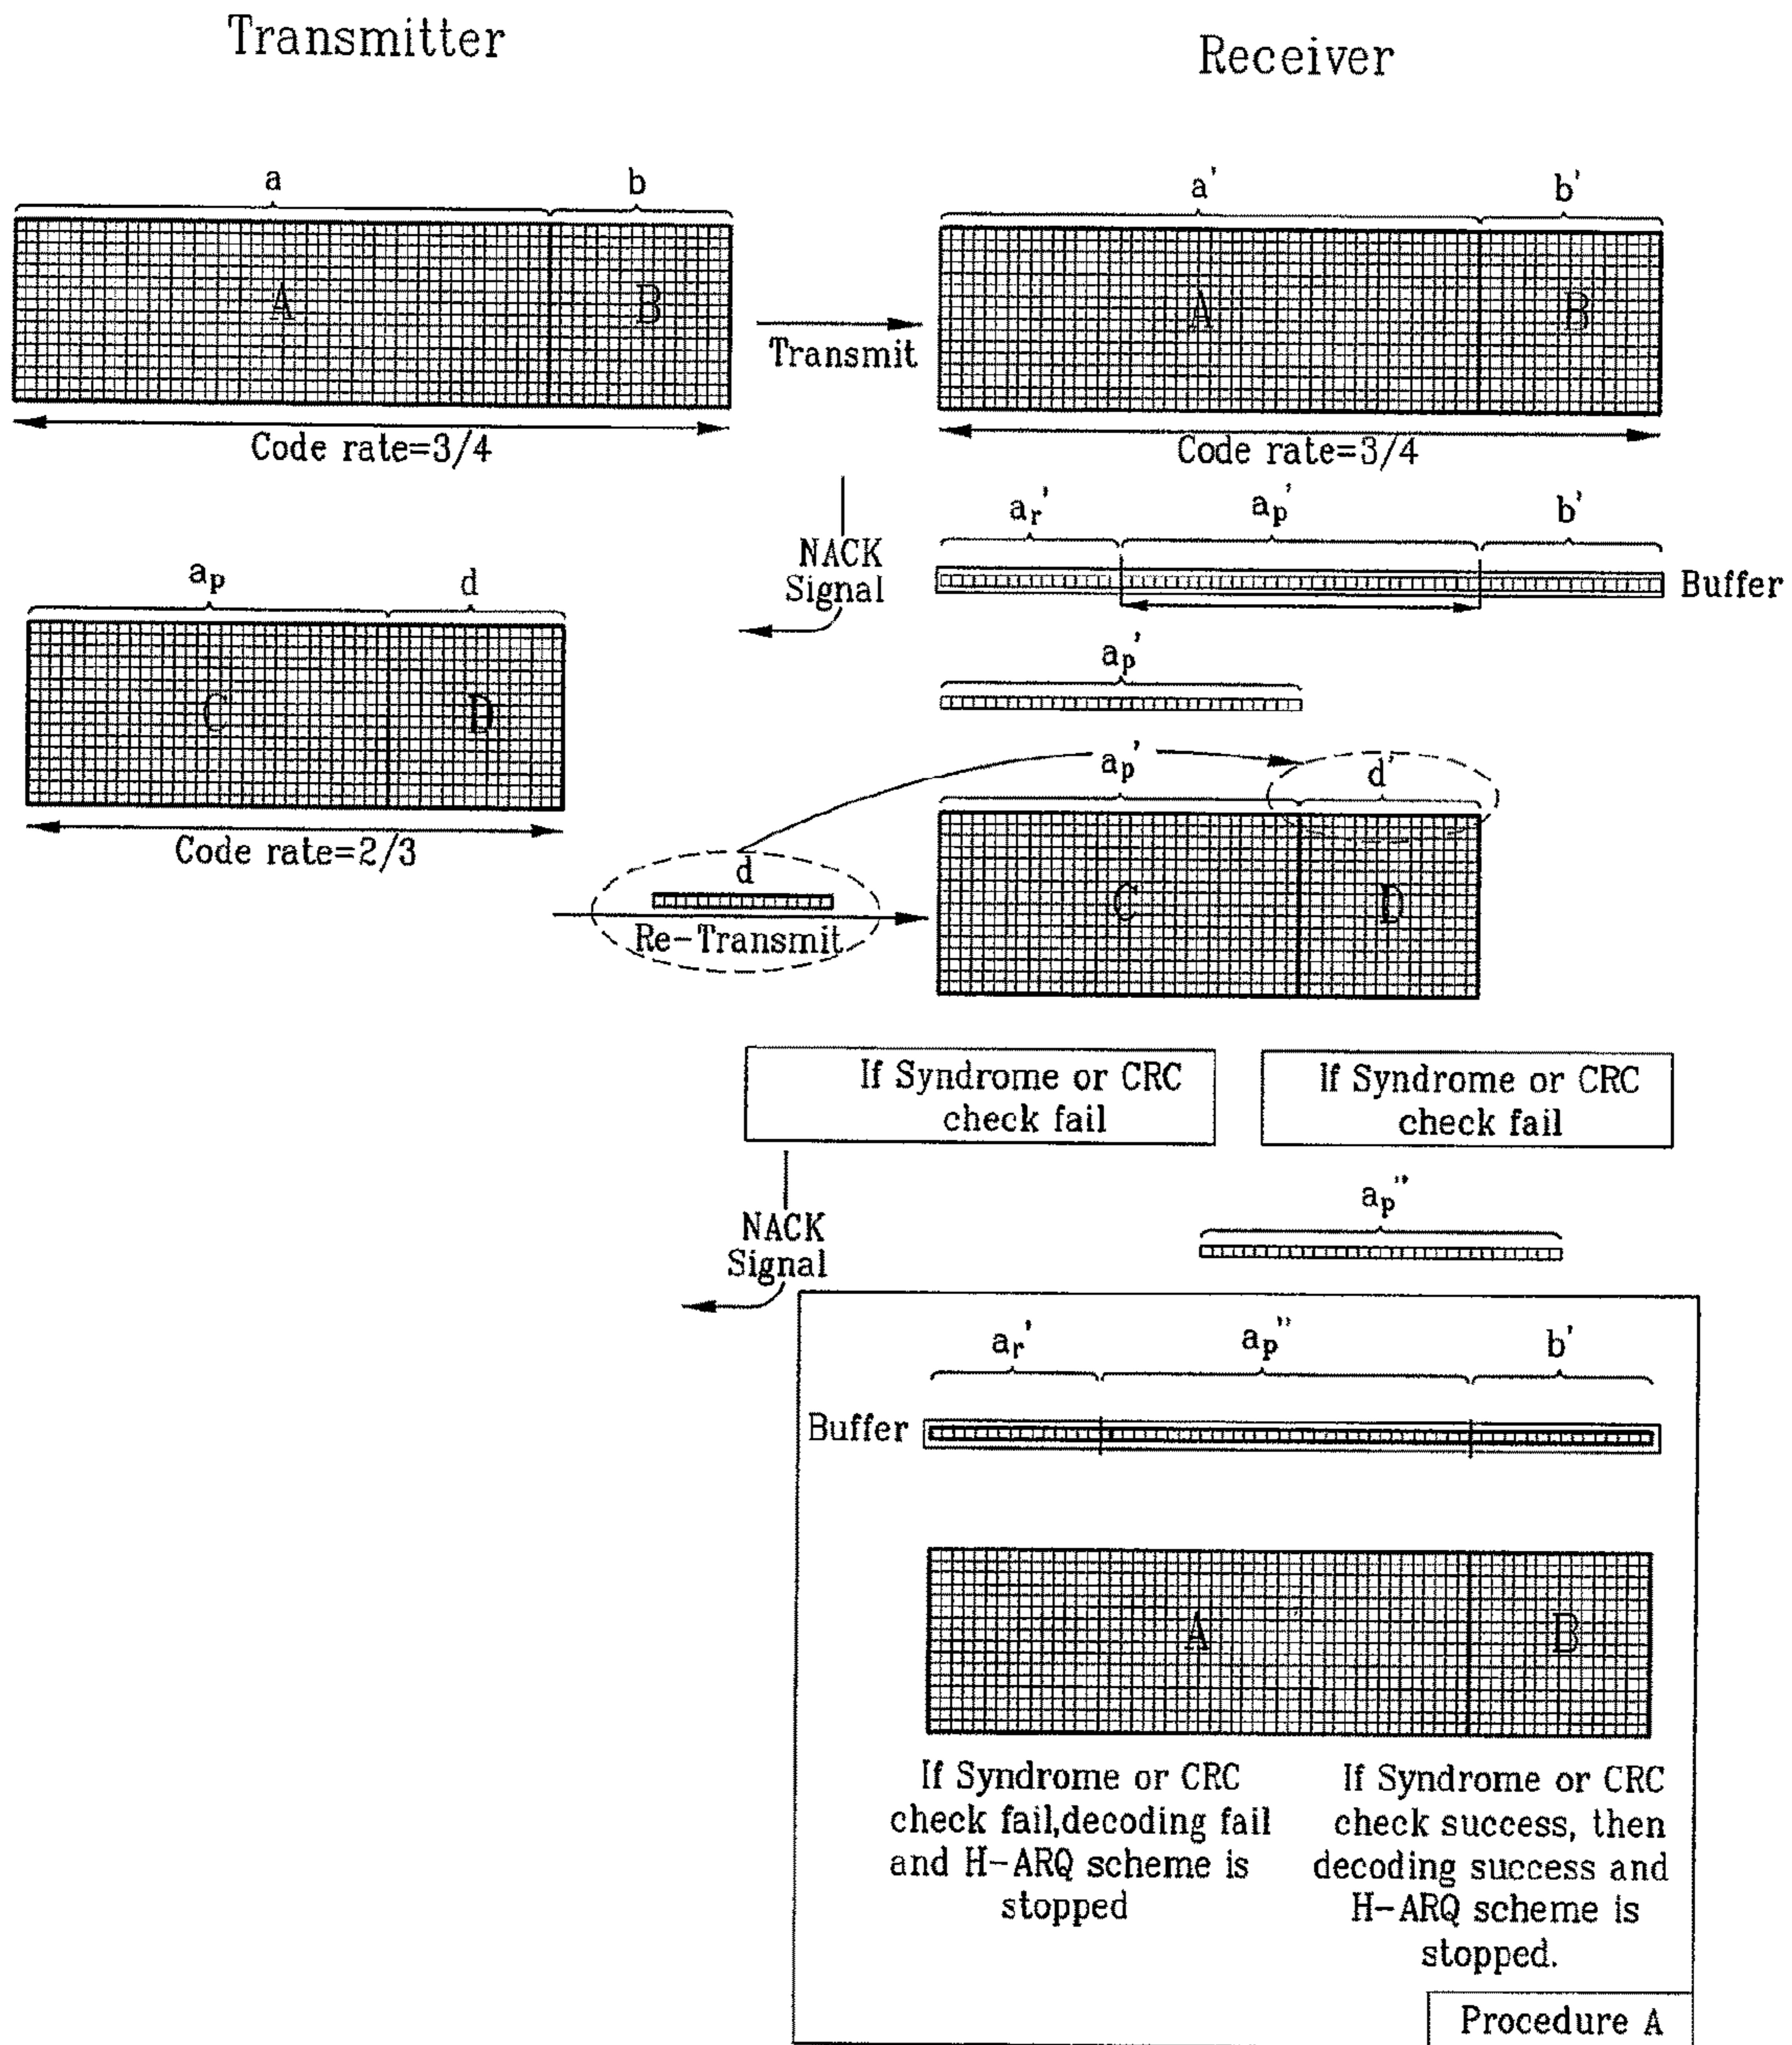 Transmitter
Receiver
a
b
a'
b'
A
B
A
B
Transmit
Code rate=3/4
Code rate=3/4
ar'
ap'
b'
NACK
Signal
Buffer
ap
d
ap'
C
D
ap'
d'
Code rate=2/3
d
Re-Transmit
C
D
If Syndrome or CRC
check fail
If Syndrome or CRC
check fail
ap"
NACK
Signal
ar'
ap"
b'
Buffer
A
B
If Syndrome or CRC
check fail,decoding fail
and H-ARQ scheme is
stopped
If Syndrome or CRC
check success, then
decoding success and
H-ARQ scheme is
stopped.
Procedure A